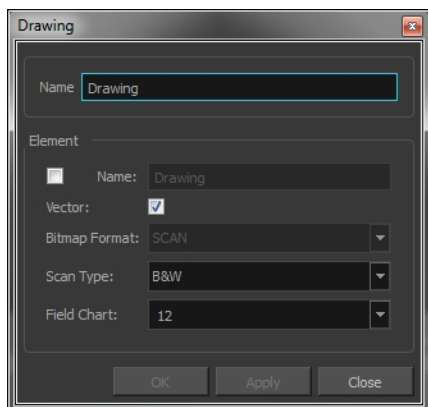 Drawing
Name Drawing
Element
Name: Drawing
Vector:
Bitmap Format: SCAN
Scan Type: B&W
Field Chart: 12
OK Apply Close